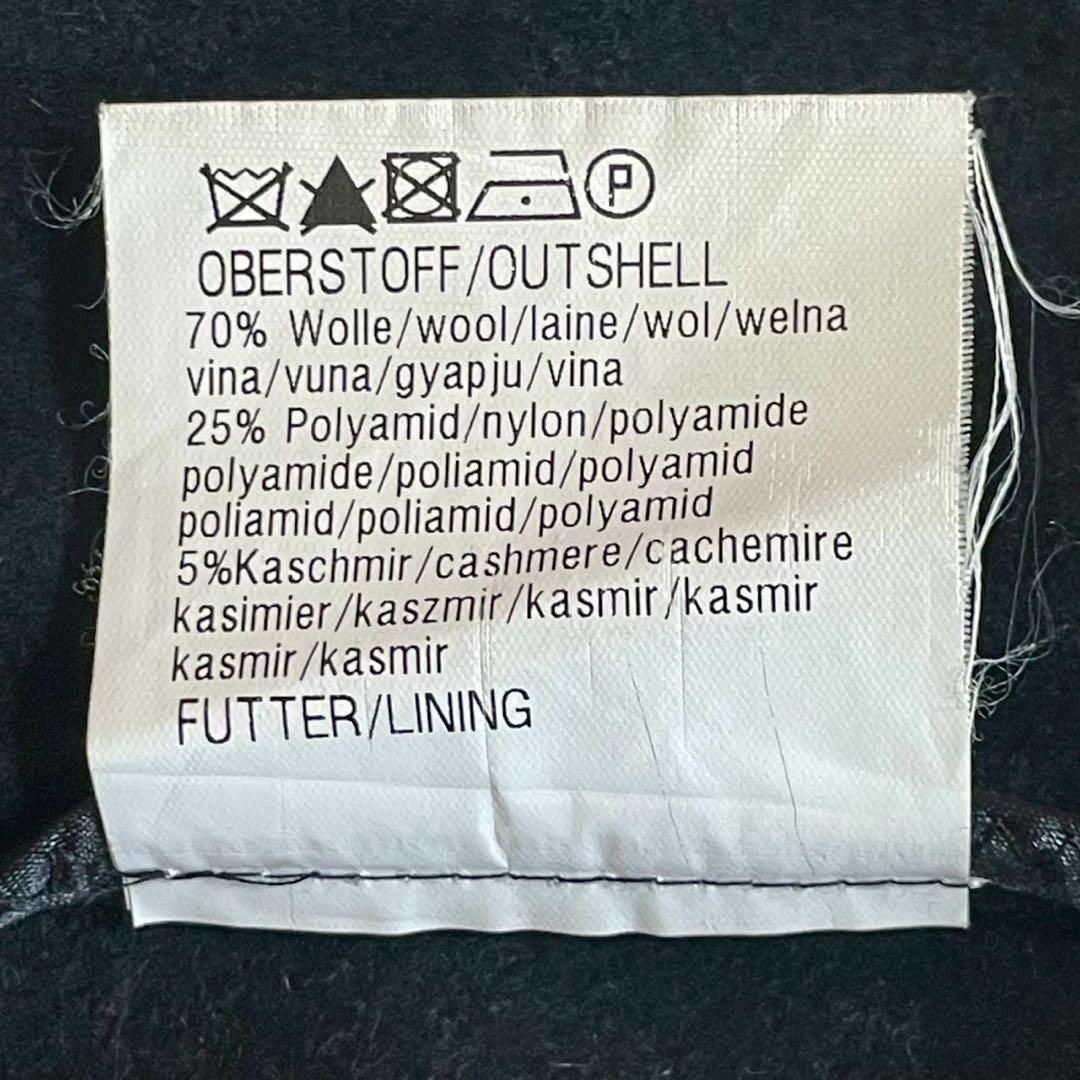 P
OBERSTOFF/OUTSHELL
70% Wolle/wool/laine/wol/welna
vina/vuna/gyapju/vina
25% Polyamid/nylon/polyamide
polyamide/poliamid/polyamid
poliamid/poliamid/polyamid
5%Kaschmir/cashmere/cachemire
kasimier/kaszmir/kasmir/kasmir
kasmir/kasmir
FUTTER/LINING